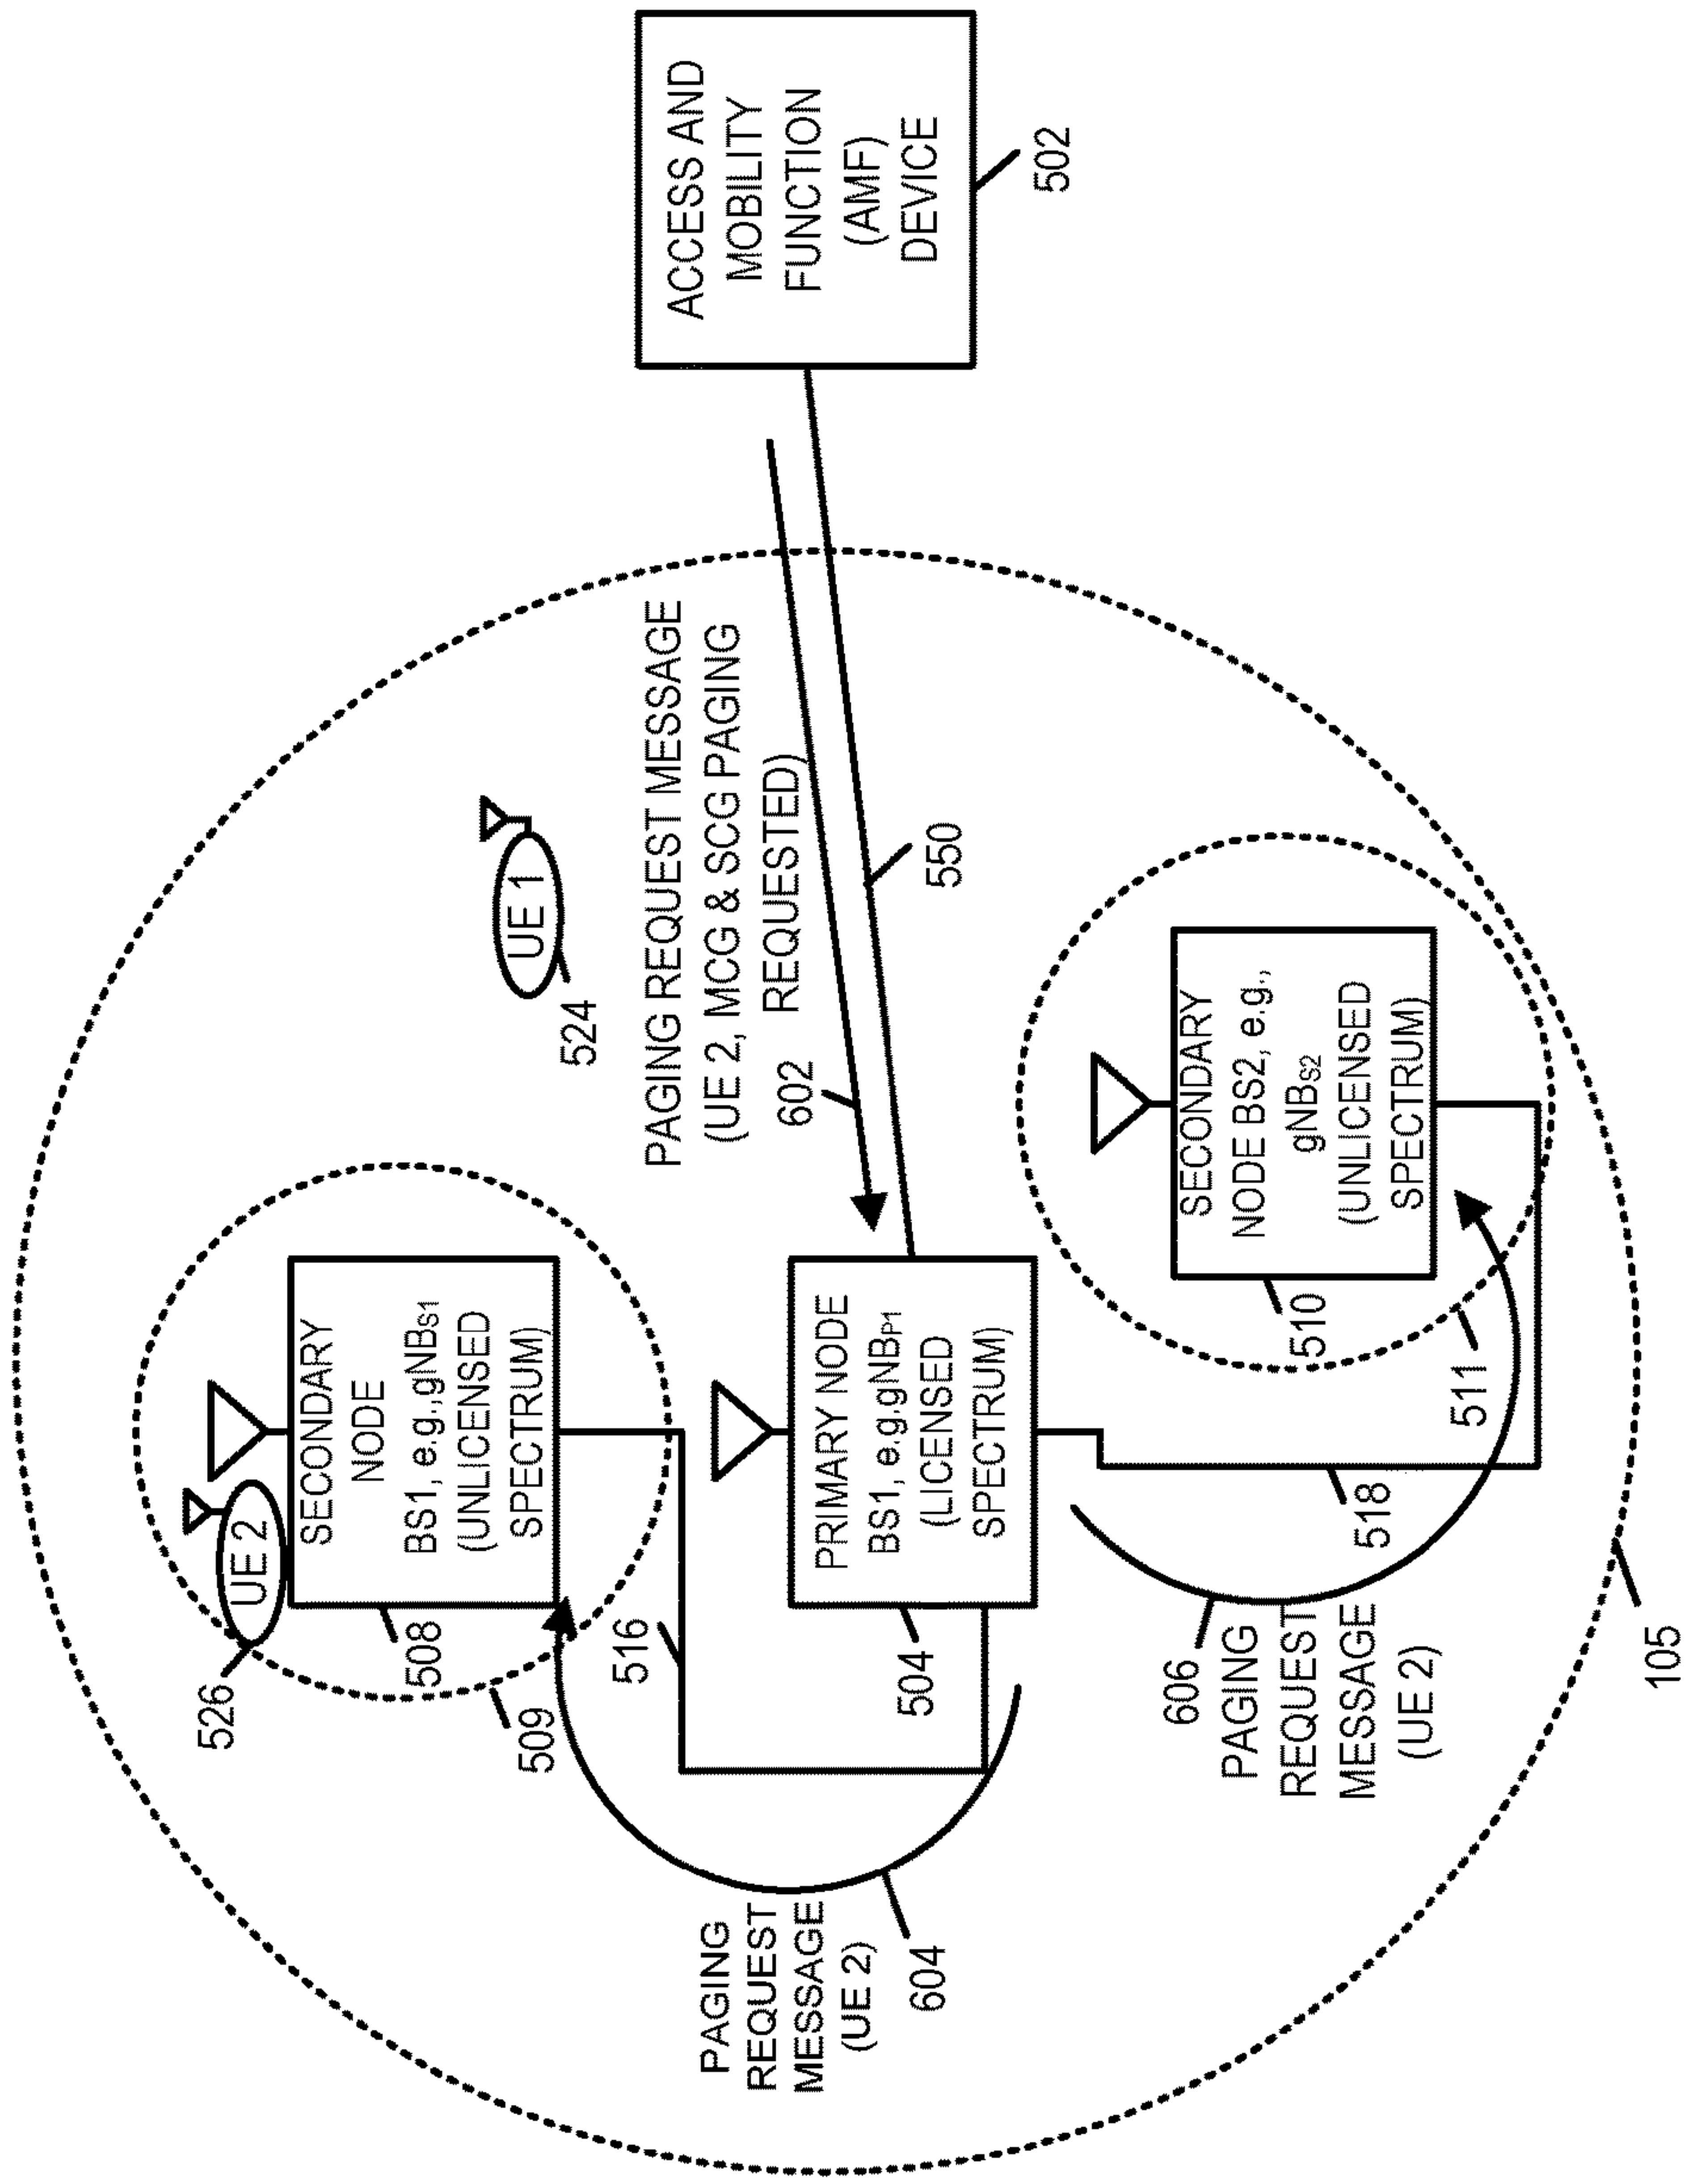 UE 2
526
SECONDARY
NODE
BS1, e.g.,gNBS1
(UNLICENSED
SPECTRUM)
508
509
516
UE 1
524
PAGING REQUEST MESSAGE
(UE 2, MCG & SCG PAGING
REQUESTED)
602
550
ACCESS AND
MOBILITY
FUNCTION
(AMF)
DEVICE
502
PRIMARY NODE
BS1, e.g.gNBP1
(LICENSED
SPECTRUM)
504
PAGING
REQUEST
MESSAGE
(UE 2)
604
SECONDARY
NODE BS2, e.g.,
gNBS2
(UNLICENSED
SPECTRUM)
510
511
518
606
PAGING
REQUEST
MESSAGE
(UE 2)
105